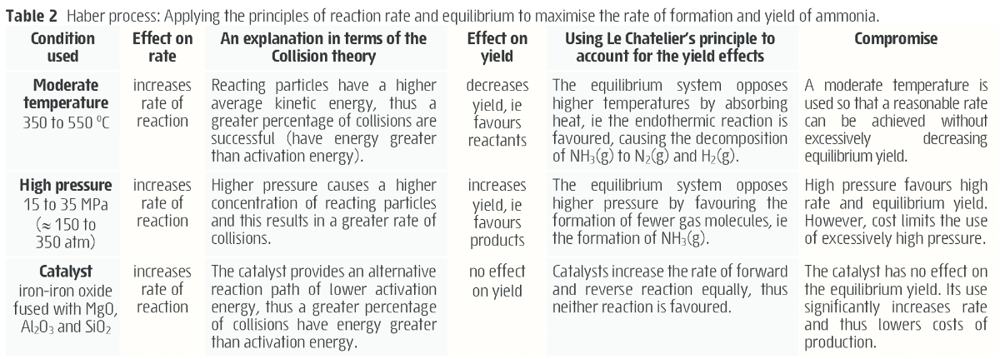 Table 2 Haber process: Applying the principles of reaction rate and equilibrium to maximise the rate of formation and yield of ammonia.
Condition
used
Effect on
rate
An explanation in terms of the
Collision theory
Effect on
yield
Using Le Chatelier's principle to
account for the yield effects
Compromise
Moderate
temperature
350 to 550 ⁰C
increases
rate of
reaction
Reacting particles have a higher
average kinetic energy, thus a
greater percentage of collisions are
successful (have energy greater
than activation energy).
decreases
yield, ie
favours
reactants
The equilibrium system opposes
higher temperatures by absorbing
heat, ie the endothermic reaction is
favoured, causing the decomposition
of NH₃(g) to N₂(g) and H₂(g).
A moderate temperature is
used so that a reasonable rate
can be achieved without
excessively decreasing
equilibrium yield.
High pressure
15 to 35 MPa
(≈ 150 to
350 atm)
increases
rate of
reaction
Higher pressure causes a higher
concentration of reacting particles
and this results in a greater rate of
collisions.
increases
yield, ie
favours
products
The equilibrium system opposes
higher pressure by favouring the
formation of fewer gas molecules, ie
the formation of NH₃(g).
High pressure favours high
rate and equilibrium yield.
However, cost limits the use
of excessively high pressure.
Catalyst
iron-iron oxide
fused with MgO,
Al₂O₃ and SiO₂
increases
rate of
reaction
The catalyst provides an alternative
reaction path of lower activation
energy, thus a greater percentage
of collisions have energy greater
than activation energy.
no effect
on yield
Catalysts increase the rate of forward
and reverse reaction equally, thus
neither reaction is favoured.
The catalyst has no effect on
the equilibrium yield. Its use
significantly increases rate
and thus lowers costs of
production.